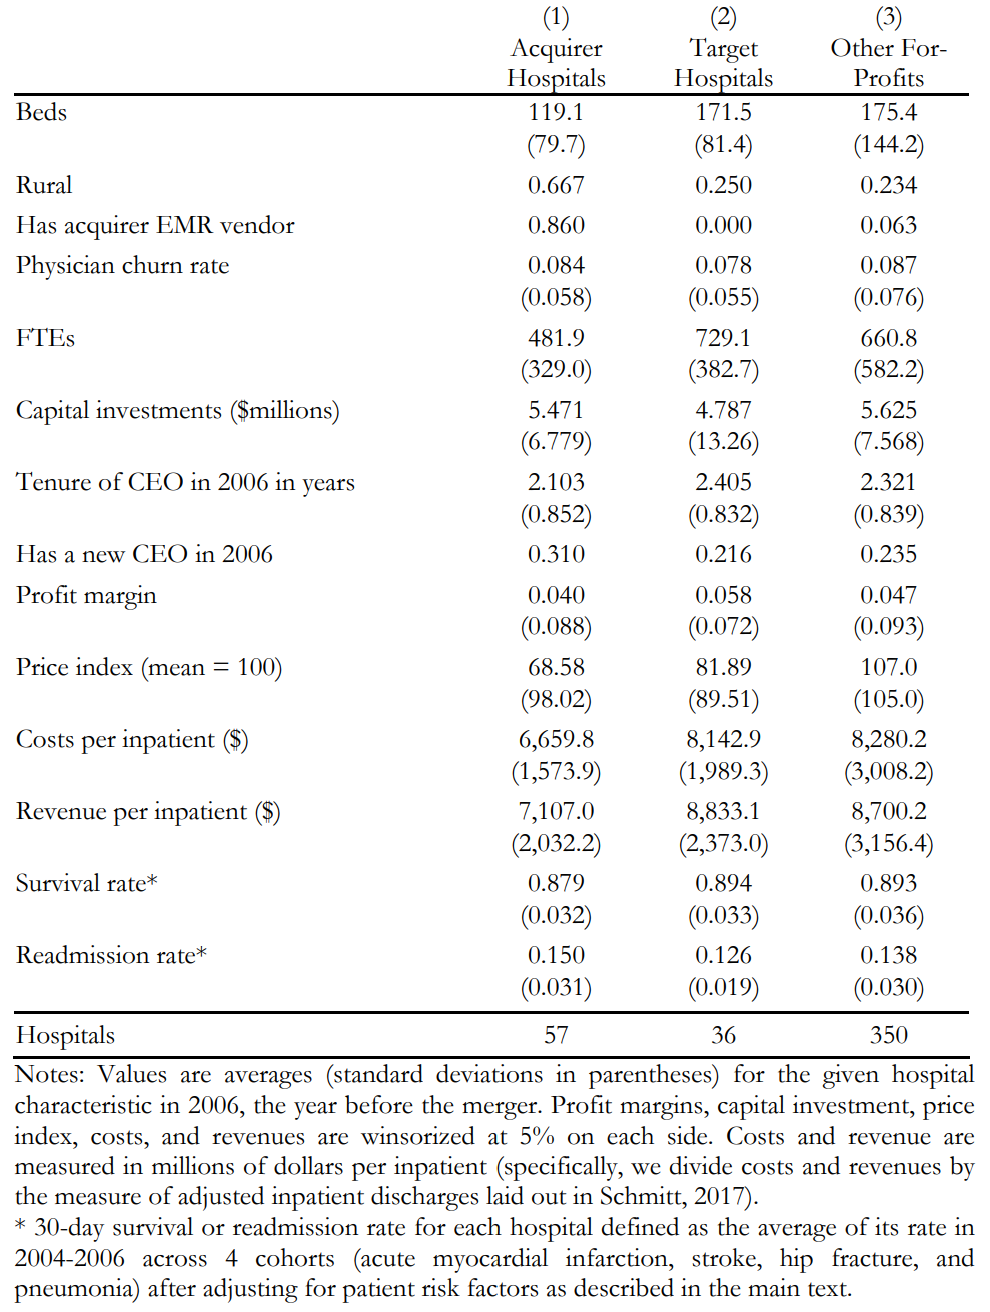 (1) (2) (3)
Acquirer Target Other For-
Hospitals Hospitals Profits
Beds 119.1 171.5 175.4
(79.7) (81.4) (144.2)
Rural 0.667 0.250 0.234
Has acquirer EMR vendor 0.860 0.000 0.063
Physician churn rate 0.084 0.078 0.087
(0.058) (0.055) (0.076)
FTEs 481.9 729.1 660.8
(329.0) (382.7) (582.2)
Capital investments ($millions) 5.471 4.787 5.625
(6.779) (13.26) (7.568)
Tenure of CEO in 2006 in years 2.103 2.405 2.321
(0.852) (0.832) (0.839)
Has a new CEO in 2006 0.310 0.216 0.235
Profit margin 0.040 0.058 0.047
(0.088) (0.072) (0.093)
Price index (mean = 100) 68.58 81.89 107.0
(98.02) (89.51) (105.0)
Costs per inpatient ($) 6,659.8 8,142.9 8,280.2
(1,573.9) (1,989.3) (3,008.2)
Revenue per inpatient ($) 7,107.0 8,833.1 8,700.2
(2,032.2) (2,373.0) (3,156.4)
Survival rate* 0.879 0.894 0.893
(0.032) (0.033) (0.036)
Readmission rate* 0.150 0.126 0.138
(0.031) (0.019) (0.030)
Hospitals 57 36 350
Notes: Values are averages (standard deviations in parentheses) for the given hospital
characteristic in 2006, the year before the merger. Profit margins, capital investment, price
index, costs, and revenues are winsorized at 5% on each side. Costs and revenue are
measured in millions of dollars per inpatient (specifically, we divide costs and revenues by
the measure of adjusted inpatient discharges laid out in Schmitt, 2017).
* 30-day survival or readmission rate for each hospital defined as the average of its rate in
2004-2006 across 4 cohorts (acute myocardial infarction, stroke, hip fracture, and
pneumonia) after adjusting for patient risk factors as described in the main text.